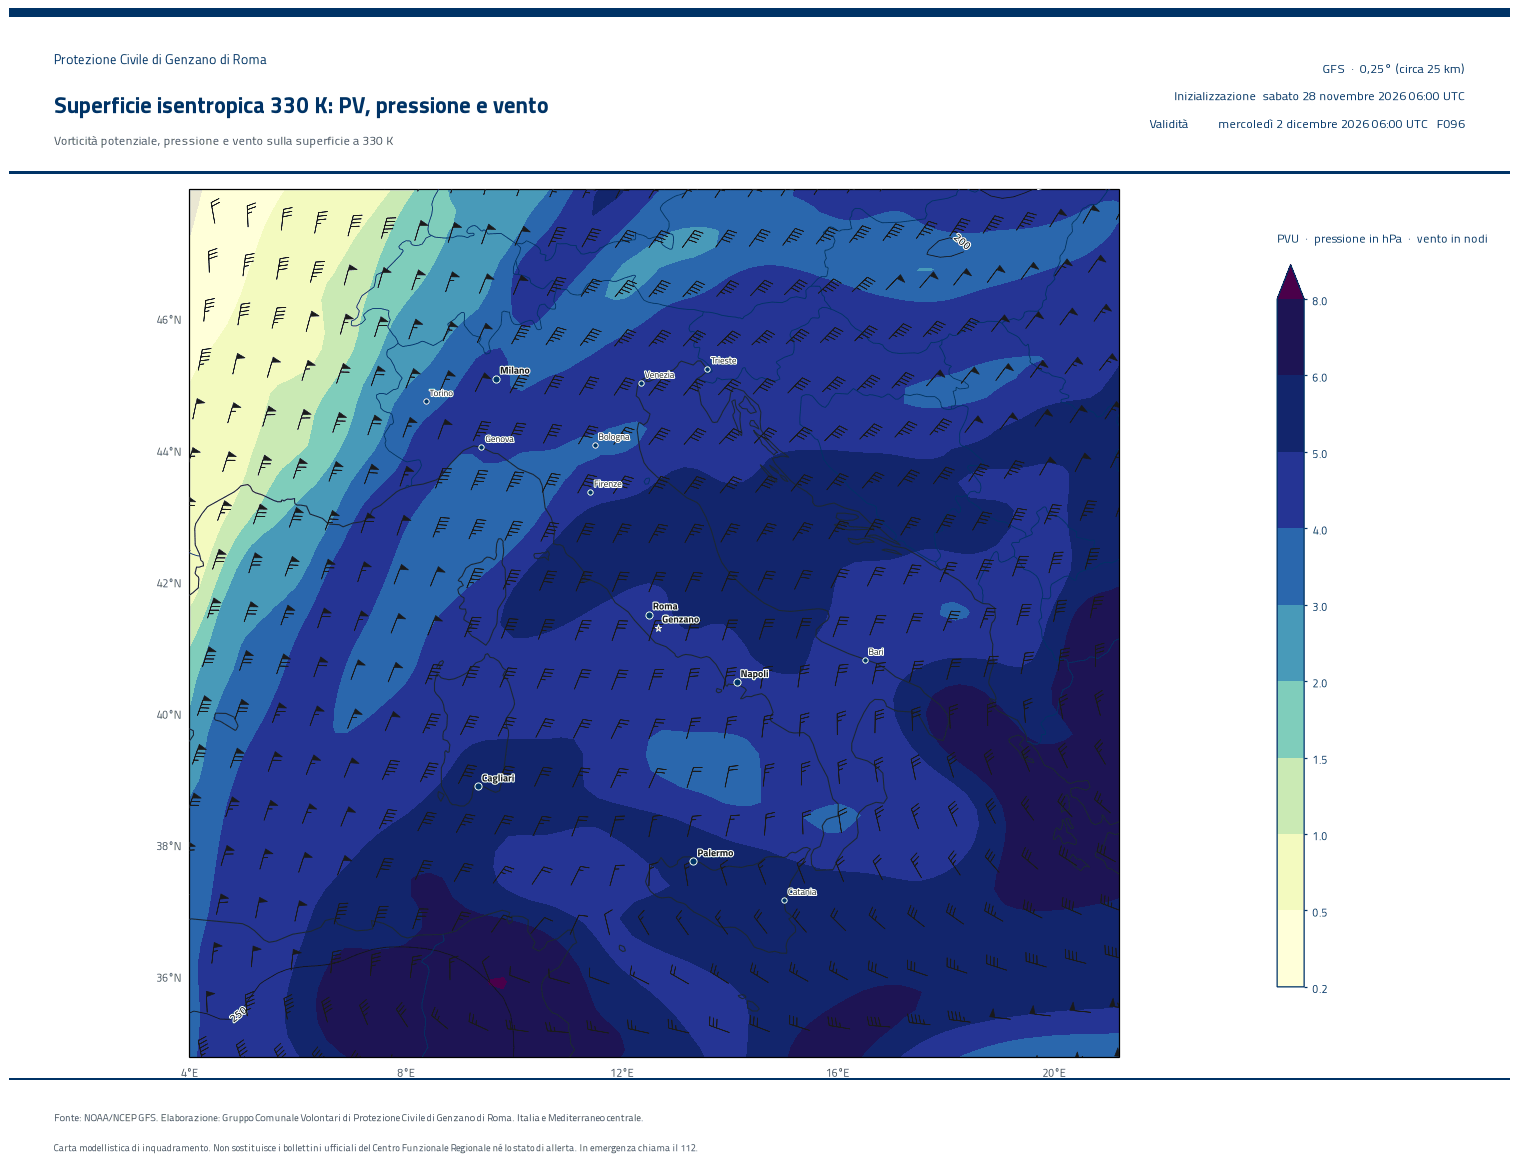 Protezione Civile di Genzano di Roma
Superficie isentropica 330 K: PV, pressione e vento
Vorticità potenziale, pressione e vento sulla superficie a 330 K
GFS · 0,25° (circa 25 km)
Inizializzazione sabato 28 novembre 2026 06:00 UTC
Validità mercoledì 2 dicembre 2026 06:00 UTC F096
PVU · pressione in hPa · vento in nodi
8.0
6.0
5.0
4.0
3.0
2.0
1.5
1.0
0.5
0.2
46°N
44°N
42°N
40°N
38°N
36°N
4°E
8°E
12°E
16°E
20°E
200
250
Trieste
Milano
Venezia
Torino
Genova
Bologna
Firenze
Roma
Genzano
Bari
Napoli
Cagliari
Palermo
Catania
Fonte: NOAA/NCEP GFS. Elaborazione: Gruppo Comunale Volontari di Protezione Civile di Genzano di Roma. Italia e Mediterraneo centrale.
Carta modellistica di inquadramento. Non sostituisce i bollettini ufficiali del Centro Funzionale Regionale né lo stato di allerta. In emergenza chiama il 112.